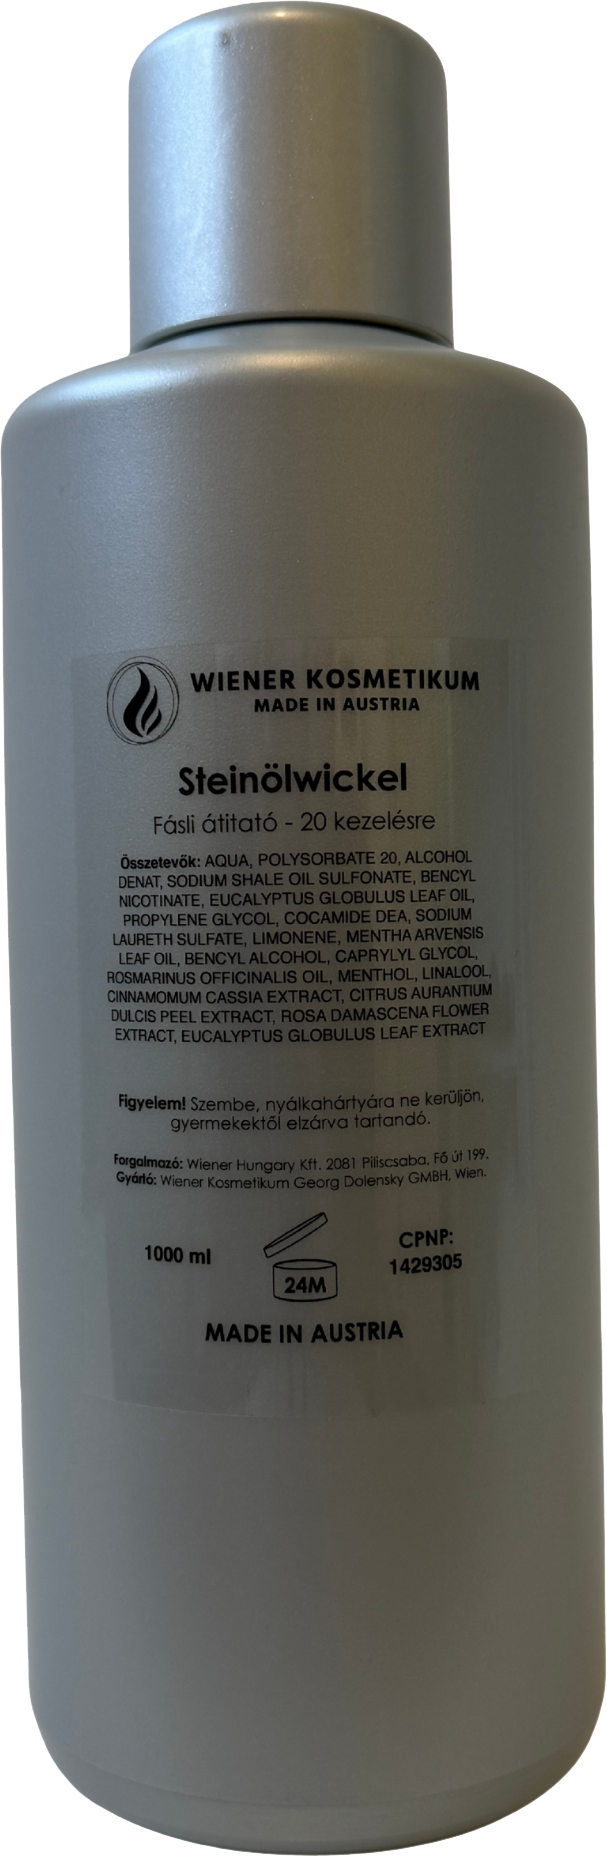 WIENER KOSMETIKUM
MADE IN AUSTRIA
Steinölwickel
Fásli átitató - 20 kezelésre
Összetevők: AQUA, POLYSORBATE 20, ALCOHOL
DENAT, SODIUM SHALE OIL SULFONATE, BENCYL
NICOTINATE, EUCALYPTUS GLOBULUS LEAF OIL,
PROPYLENE GLYCOL, COCAMIDE DEA, SODIUM
LAURETH SULFATE, LIMONENE, MENTHA ARVENSIS
LEAF OIL, BENCYL ALCOHOL, CAPRYLYL GLYCOL,
ROSMARINUS OFFICINALIS OIL, MENTHOL, LINALOOL,
CINNAMOMUM CASSIA EXTRACT, CITRUS AURANTIUM
DULCIS PEEL EXTRACT, ROSA DAMASCENA FLOWER
EXTRACT, EUCALYPTUS GLOBULUS LEAF EXTRACT
Figyelem! Szembe, nyálkahártyára ne kerüljön,
gyermekektől elzárva tartandó.
Forgalmazó: Wiener Hungary Kft. 2081 Piliscsaba, Fő út 199.
Gyártó: Wiener Kosmetikum Georg Dolensky GMBH, Wien.
1000 ml
24M
CPNP:
1429305
MADE IN AUSTRIA